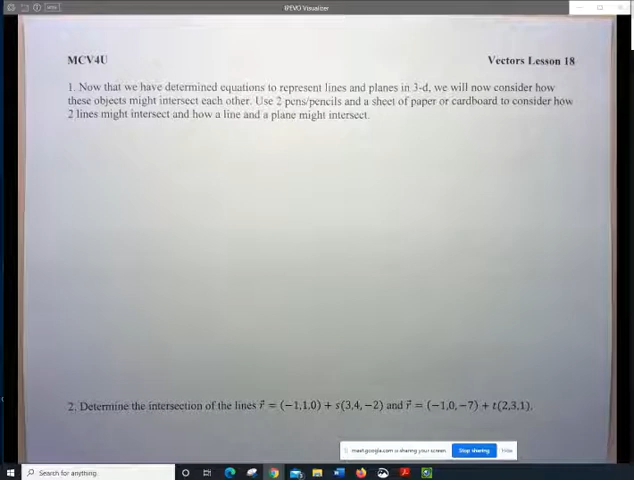 IPEVO Visualizer
MCV4U
Vectors Lesson 18
1. Now that we have determined equations to represent lines and planes in 3-d, we will now consider how
these objects might intersect each other. Use 2 pens/pencils and a sheet of paper or cardboard to consider how
2 lines might intersect and how a line and a plane might intersect.
2. Determine the intersection of the lines r⃗ = (−1,1,0) + s(3,4,−2) and r⃗ = (−1,0,−7) + t(2,3,1).
meet.google.com is sharing your screen.
Stop sharing
Hide
Search for anything